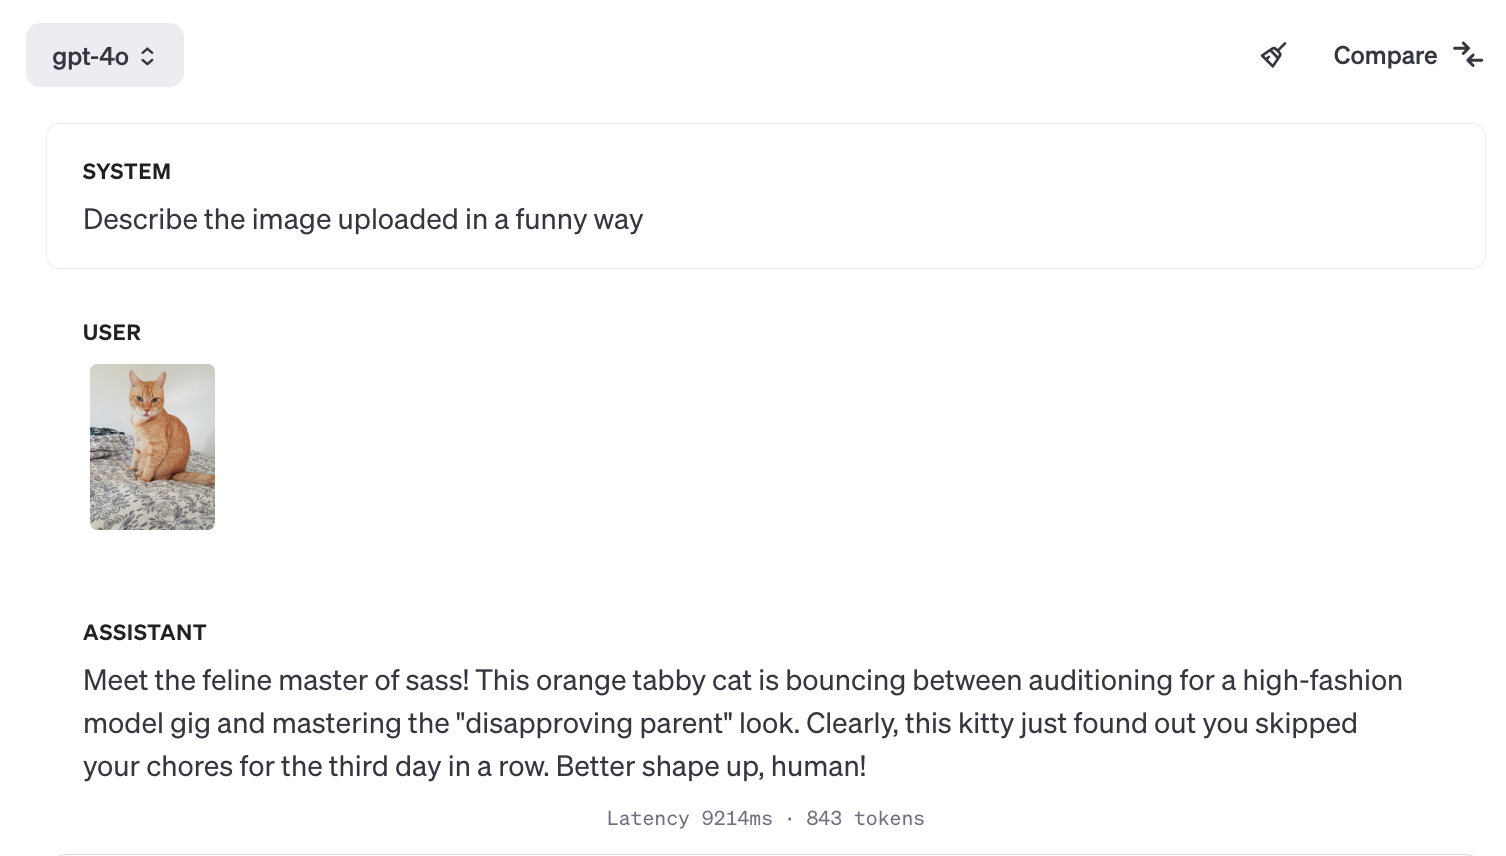 gpt-4o
Compare
SYSTEM
Describe the image uploaded in a funny way
USER
ASSISTANT
Meet the feline master of sass! This orange tabby cat is bouncing between auditioning for a high-fashion
model gig and mastering the "disapproving parent" look. Clearly, this kitty just found out you skipped
your chores for the third day in a row. Better shape up, human!
Latency 9214ms · 843 tokens